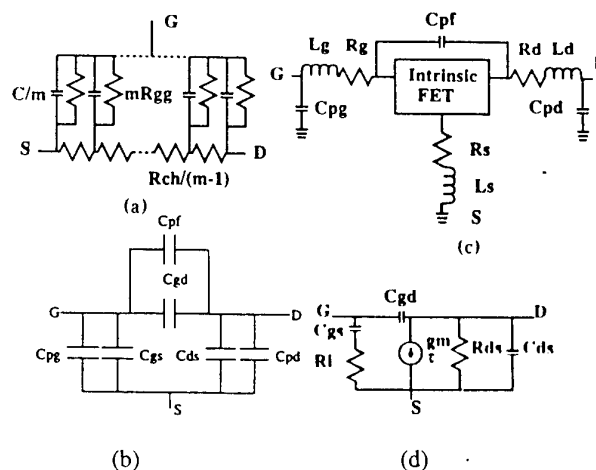 G
C/m
mRgg
S
D
Rch/(m-1)
(a)
Cpf
Lg
Rg
Rd
Ld
G
Intrinsic
FET
Cpg
Cpd
Rs
Ls
S
(c)
Cpf
Cgd
G
D
Cpg
Cgs
Cds
Cpd
S
(b)
G
Cgd
D
Cgs
Ri
gm
τ
Rds
Cds
S
(d)